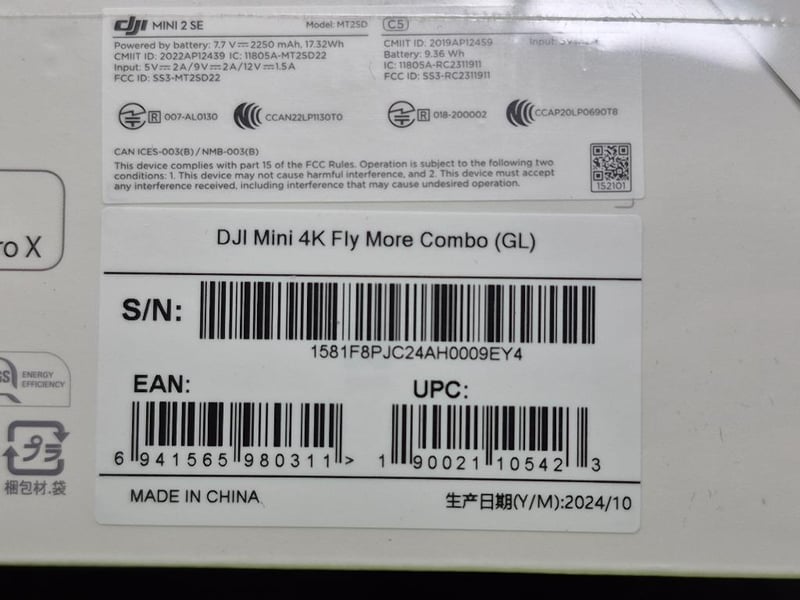 dji MINI 2 SE
Model: MT2SD
Powered by battery: 7.7 V⎓2250 mAh, 17.32Wh
CMIIT ID: 2022AP12439 IC: 11805A-MT2SD22
Input: 5V⎓2A/9V⎓2A/12V⎓1.5A
FCC ID: SS3-MT2SD22
C5
CMIIT ID: 2019AP12459
Input:
Battery: 9.36 Wh
IC: 11805A-RC2311911
FCC ID: SS3-RC2311911
R 007-AL0130
CCAN22LP1130T0
R 018-200002
CCAP20LP0690T8
CAN ICES-003(B) / NMB-003(B)
This device complies with part 15 of the FCC Rules. Operation is subject to the following two
conditions: 1. This device may not cause harmful interference, and 2. This device must accept
any interference received, including interference that may cause undesired operation.
1S2101
ro X
DJI Mini 4K Fly More Combo (GL)
S/N:
1581F8PJC24AH0009EY4
EAN:
6 941565 980311 >
UPC:
1 90021 10542 3
MADE IN CHINA
生产日期(Y/M):2024/10
ENERGY
EFFICIENCY
プラ
梱包材.袋